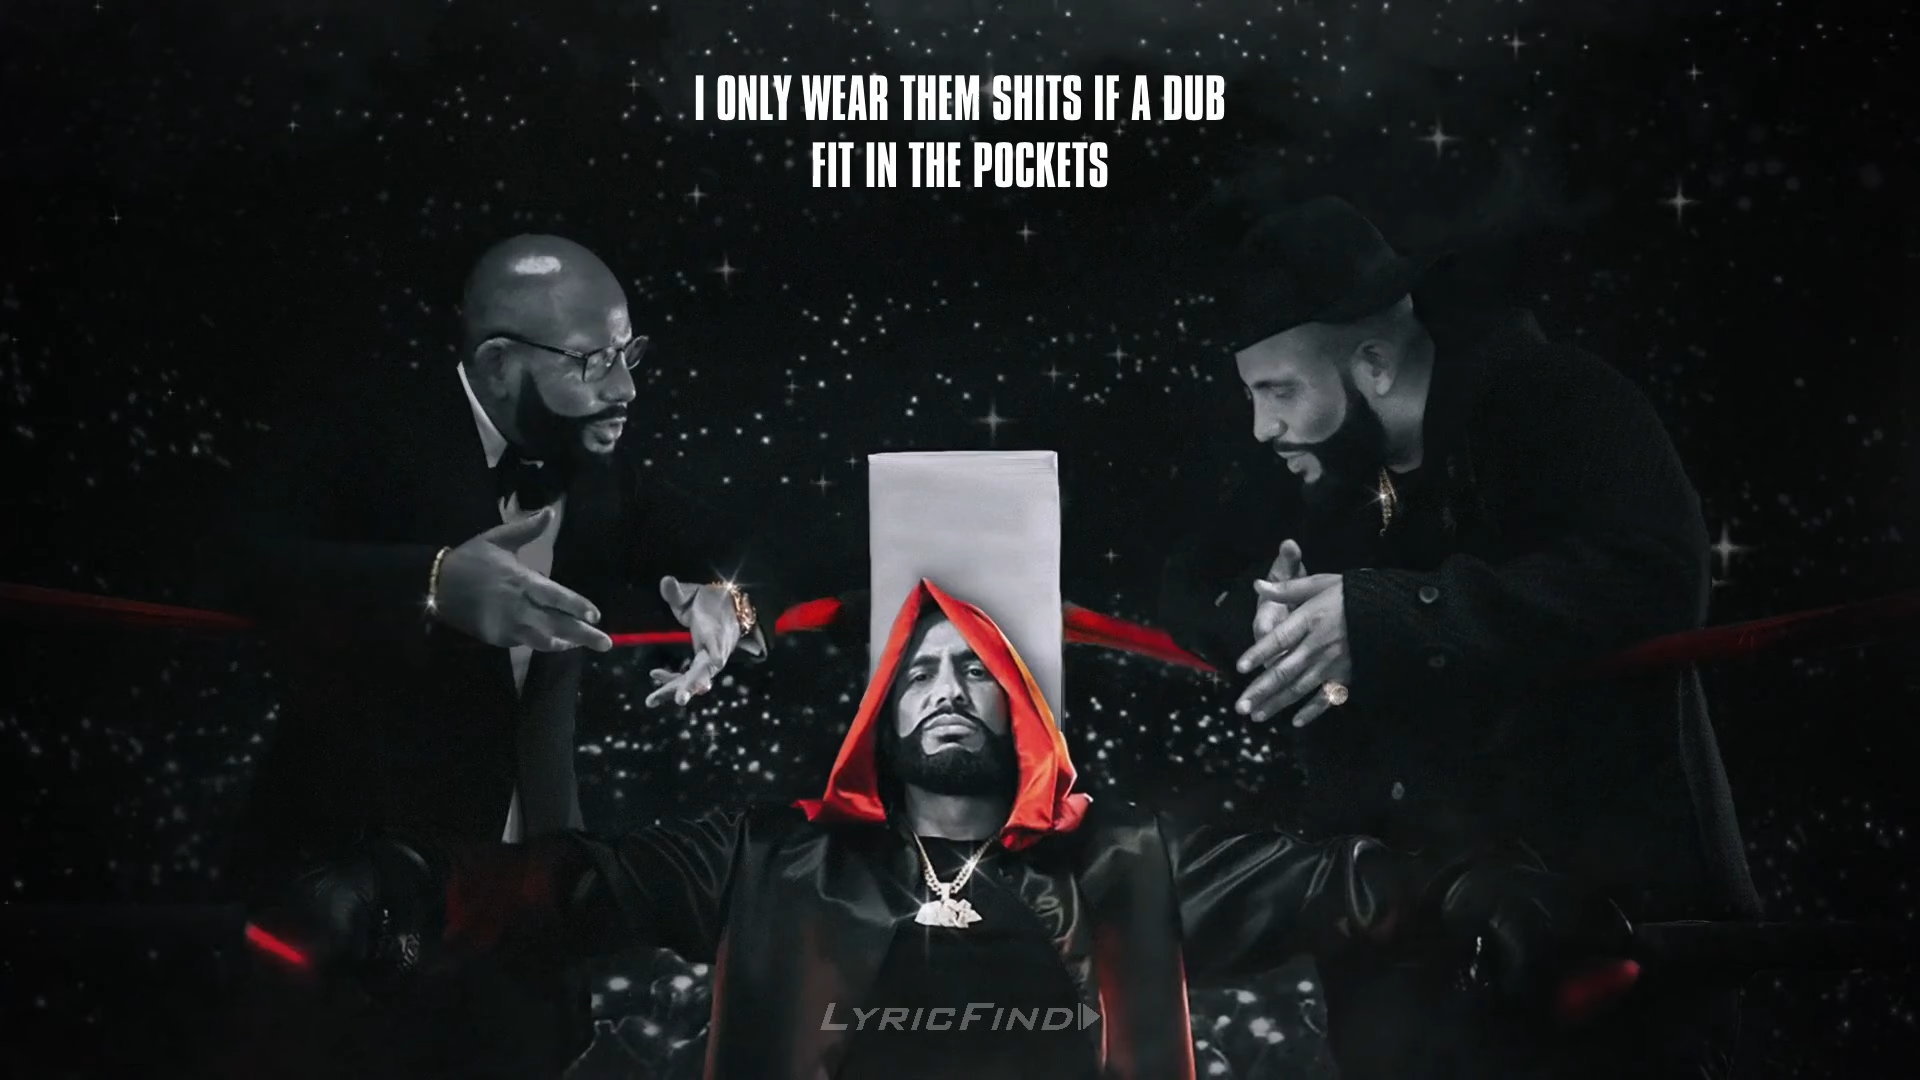 I ONLY WEAR THEM SHITS IF A DUB
FIT IN THE POCKETS
LYRICFIND